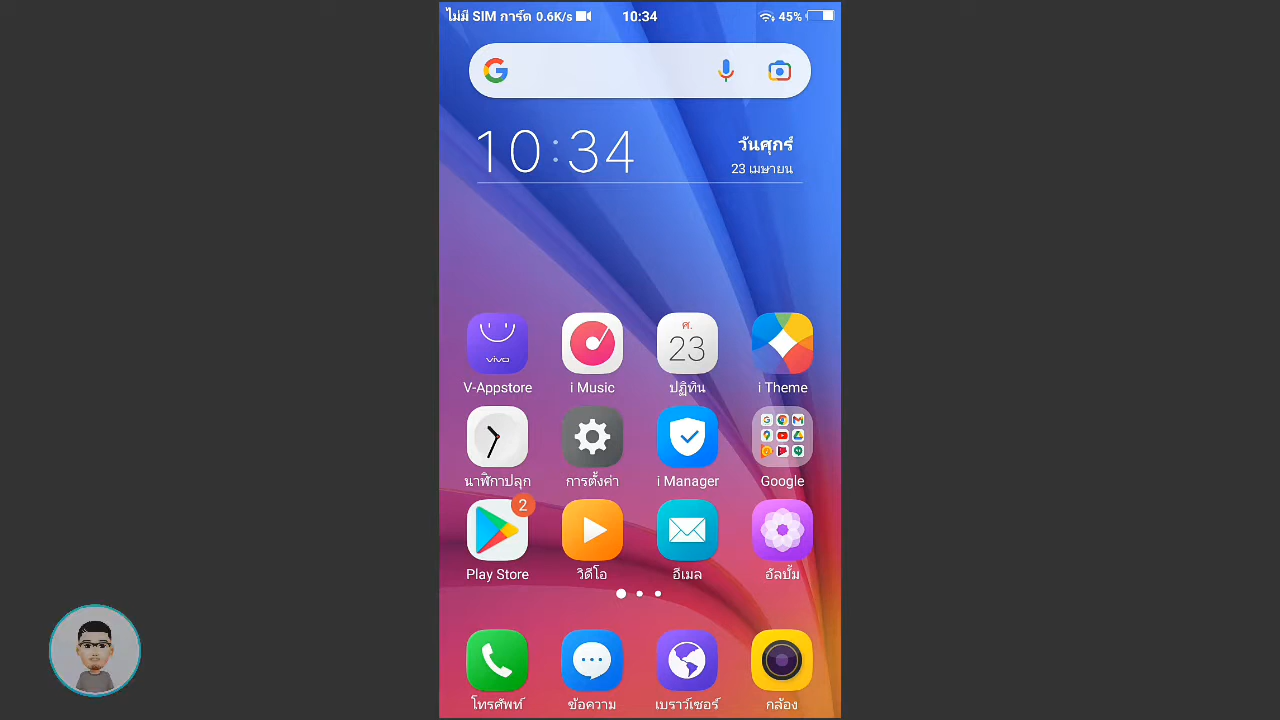 ไม่มี SIM การ์ด 0.6K/s 10:34 45%
10:34
วันศุกร์
23 เมษายน
vivo ศ. 23
V-Appstore i Music ปฏิทิน i Theme
นาฬิกาปลุก การตั้งค่า i Manager Google
2
Play Store วิดีโอ อีเมล อัลบั้ม
โทรศัพท์ ข้อความ เบราว์เซอร์ กล้อง